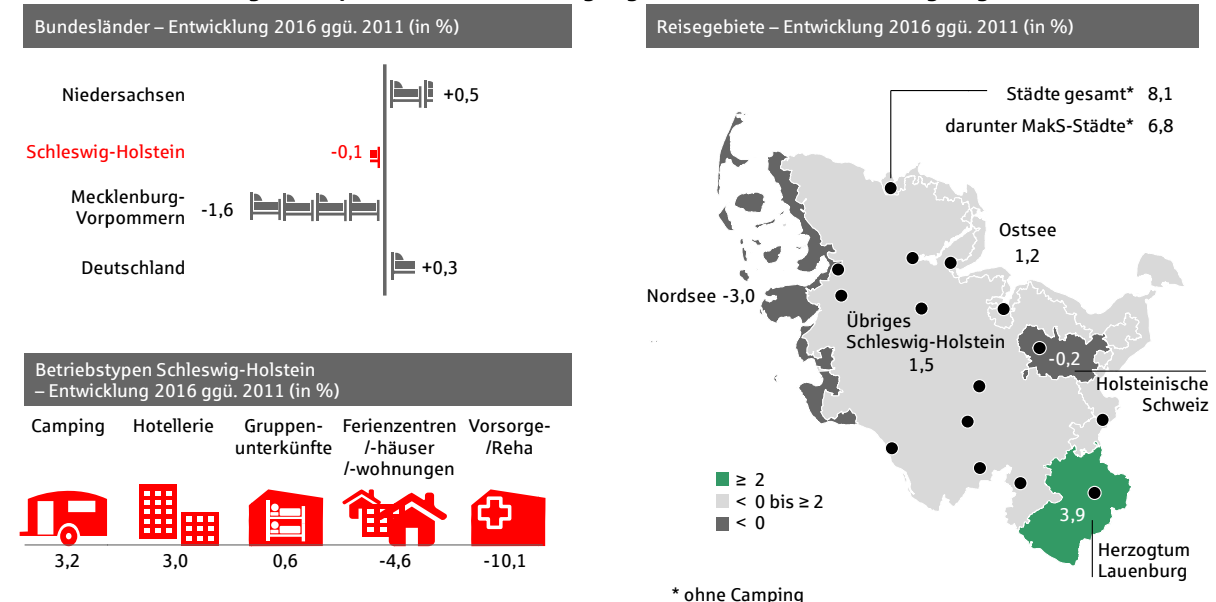 Bundesländer – Entwicklung 2016 ggü. 2011 (in %)
Niedersachsen
+0,5
Schleswig-Holstein
-0,1
Mecklenburg-
Vorpommern
-1,6
Deutschland
+0,3
Betriebstypen Schleswig-Holstein
– Entwicklung 2016 ggü. 2011 (in %)
Camping
Hotellerie
Gruppen-
unterkünfte
Ferienzentren
/-häuser
/-wohnungen
Vorsorge-
/Reha
3,2
3,0
0,6
-4,6
-10,1
Reisegebiete – Entwicklung 2016 ggü. 2011 (in %)
Städte gesamt* 8,1
darunter MakS-Städte* 6,8
Ostsee
1,2
Nordsee -3,0
Übriges
Schleswig-Holstein
1,5
-0,2
Holsteinische
Schweiz
≥ 2
< 0 bis ≥ 2
< 0
3,9
Herzogtum
Lauenburg
* ohne Camping